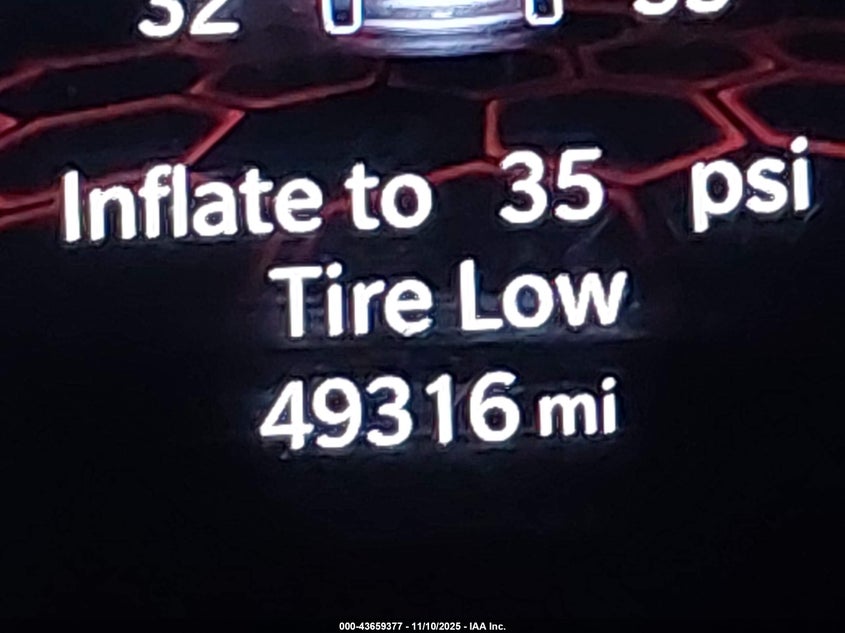 32
Inflate to 35 psi
Tire Low
49316 mi
000-43659377 - 11/10/2025 - IAA Inc.